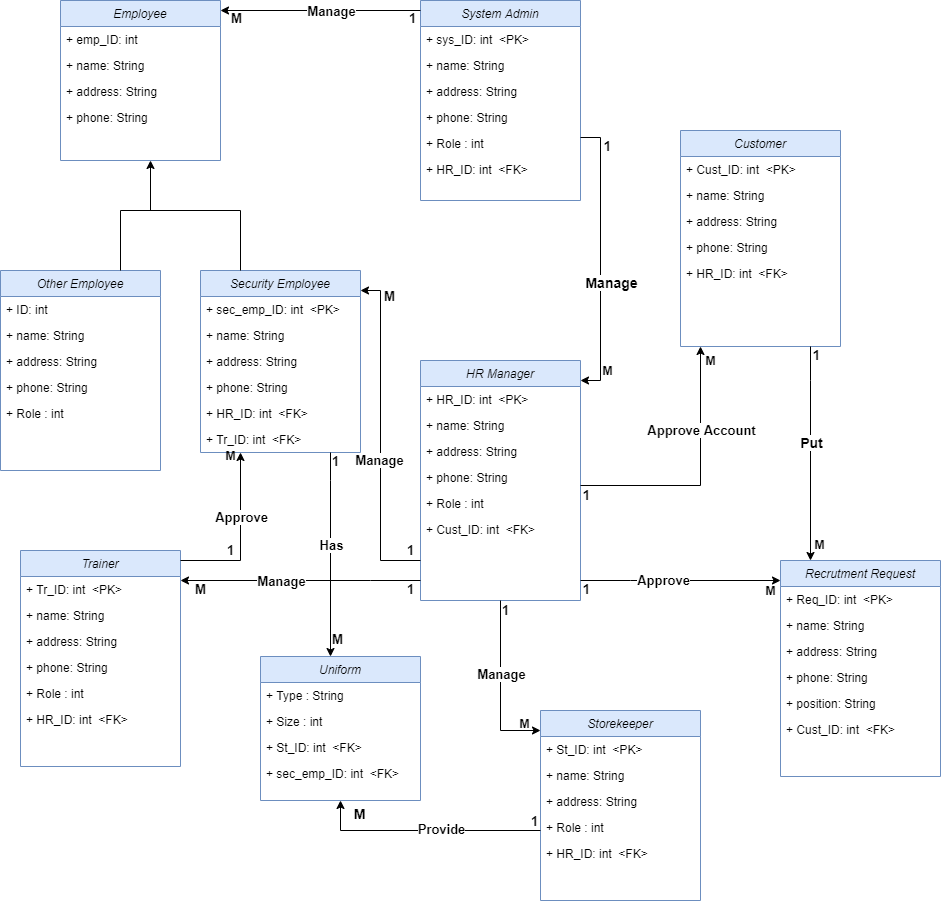 Employee
+ emp_ID: int
+ name: String
+ address: String
+ phone: String
M
Manage
1
System Admin
+ sys_ID: int  <PK>
+ name: String
+ address: String
+ phone: String
+ Role : int
+ HR_ID: int  <FK>
1
Manage
M
Customer
+ Cust_ID: int  <PK>
+ name: String
+ address: String
+ phone: String
+ HR_ID: int  <FK>
1
Put
M
Other Employee
+ ID: int
+ name: String
+ address: String
+ phone: String
+ Role : int
Security Employee
+ sec_emp_ID: int  <PK>
+ name: String
+ address: String
+ phone: String
+ HR_ID: int  <FK>
+ Tr_ID: int  <FK>
M
Manage
1
HR Manager
+ HR_ID: int  <PK>
+ name: String
+ address: String
+ phone: String
+ Role : int
+ Cust_ID: int  <FK>
M
Approve Account
1
M
Approve
1
1
Has
M
Trainer
+ Tr_ID: int  <PK>
+ name: String
+ address: String
+ phone: String
+ Role : int
+ HR_ID: int  <FK>
M
Manage
1
1
Approve
M
Recrutment Request
+ Req_ID: int  <PK>
+ name: String
+ address: String
+ phone: String
+ position: String
+ Cust_ID: int  <FK>
1
Manage
M
Uniform
+ Type : String
+ Size : int
+ St_ID: int  <FK>
+ sec_emp_ID: int  <FK>
Storekeeper
+ St_ID: int  <PK>
+ name: String
+ address: String
+ Role : int
+ HR_ID: int  <FK>
M
Provide
1